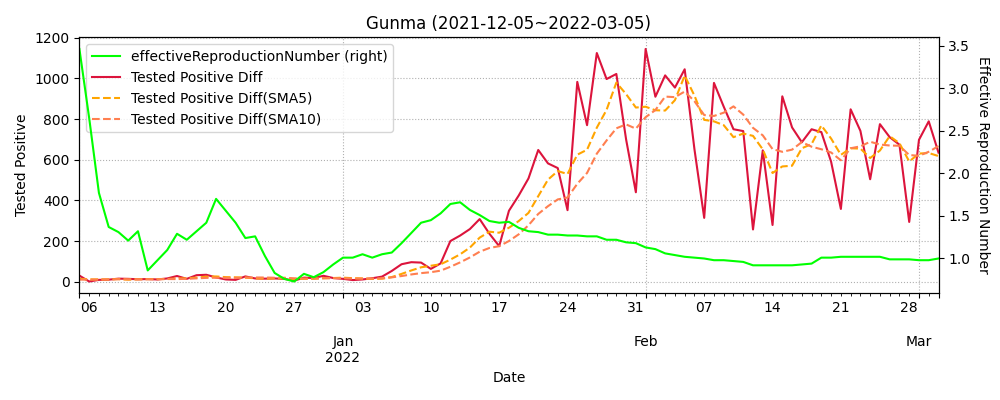 Gunma (2021-12-05~2022-03-05)
effectiveReproductionNumber (right)
Tested Positive Diff
Tested Positive Diff(SMA5)
Tested Positive Diff(SMA10)
Tested Positive
1200
1000
800
600
400
200
0
3.5
3.0
2.5
2.0
1.5
1.0
Effective Reproduction Number
06 13 20 27 03 10 17 24 31 07 14 21 28
Jan Feb Mar
2022
Date